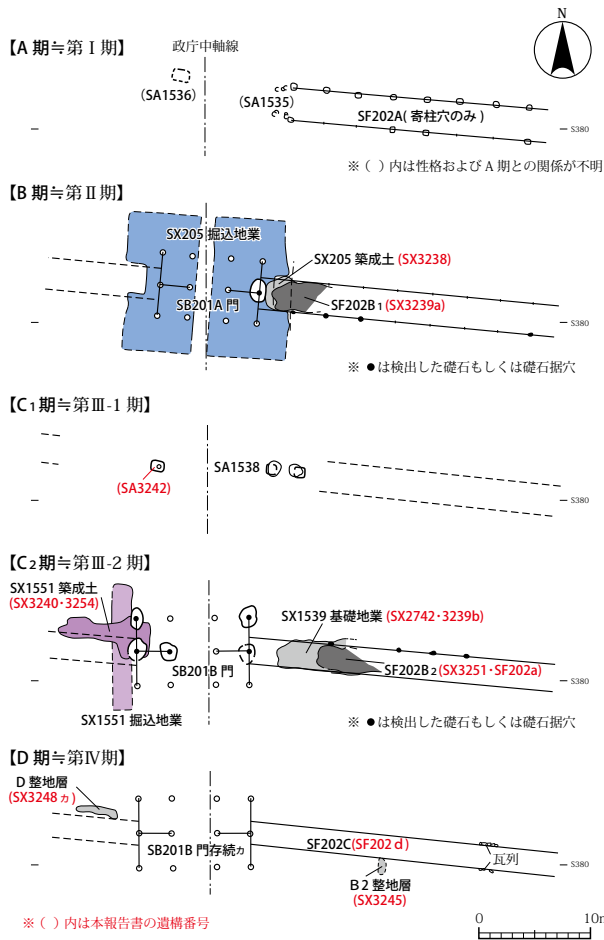 N
【A 期≒第Ⅰ期】
政庁中軸線
(SA1536)
(SA1535)
SF202A(寄柱穴のみ)
S380
※( )内は性格およびA期との関係が不明
【B 期≒第Ⅱ期】
SX205 掘込地業
SX205 築成土 (SX3238)
SB201A 門
SF202B₁ (SX3239a)
S380
※ ●は検出した礎石もしくは礎石据穴
【C₁期≒第Ⅲ-1 期】
SA1538
(SA3242)
S380
【C₂期≒第Ⅲ-2 期】
SX1551 築成土
(SX3240・3254)
SX1539 基礎地業 (SX2742・3239b)
SB201B 門
SF202B₂ (SX3251・SF202a)
S380
SX1551 掘込地業
※ ●は検出した礎石もしくは礎石据穴
【D 期≒第Ⅳ期】
D 整地層
(SX3248 ヵ)
SB201B 門存続ヵ
SF202C(SF202 d)
瓦列
S380
B2 整地層
(SX3245)
※( )内は本報告書の遺構番号
0 10m